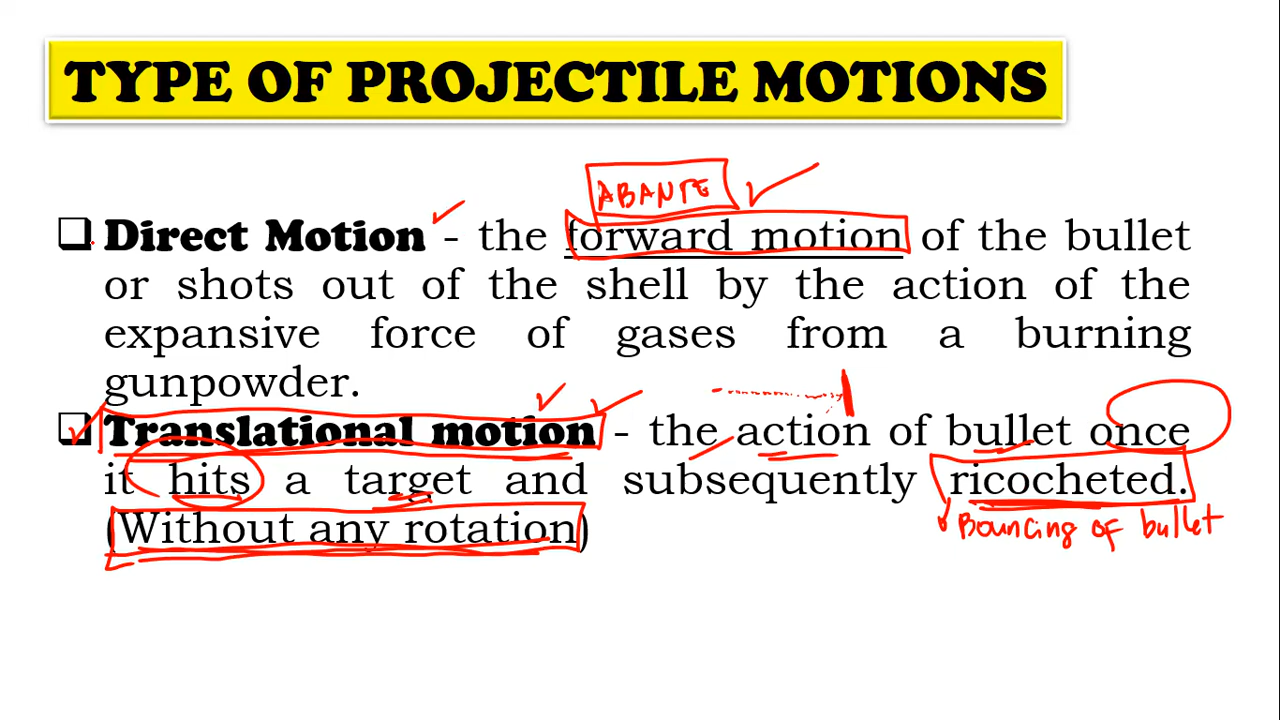 TYPE OF PROJECTILE MOTIONS
ABANTE
Direct Motion - the forward motion of the bullet
or shots out of the shell by the action of the
expansive force of gases from a burning
gunpowder.
Translational motion - the action of bullet once
it hits a target and subsequently ricocheted.
(Without any rotation)
Bouncing of bullet